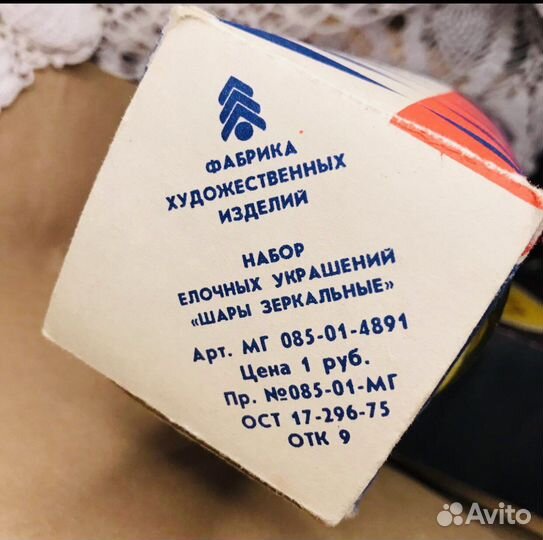 ФАБРИКА
ХУДОЖЕСТВЕННЫХ
ИЗДЕЛИЙ
НАБОР
ЕЛОЧНЫХ УКРАШЕНИЙ
«ШАРЫ ЗЕРКАЛЬНЫЕ»
Арт. МГ 085-01-4891
Цена 1 руб.
Пр. №085-01-МГ
ОСТ 17-296-75
ОТК 9
Avito